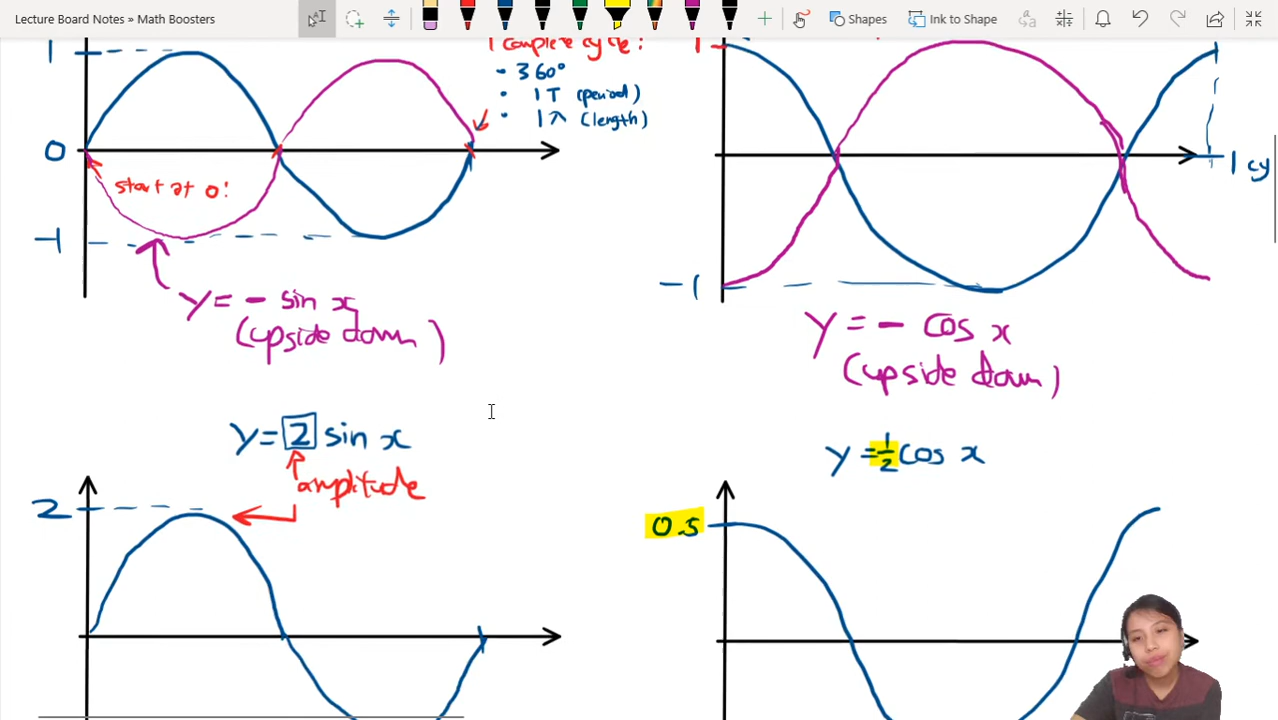 Lecture Board Notes » Math Boosters
Shapes
Ink to Shape
1
1 complete cycle:
• 360°
• 1T (period)
• 1λ (length)
0
start at 0!
-1
y = - sin x
(upside down)
1
1 cy
-1
y = - cos x
(upside down)
y = 2 sin x
amplitude
2
y = 1/2 cos x
0.5